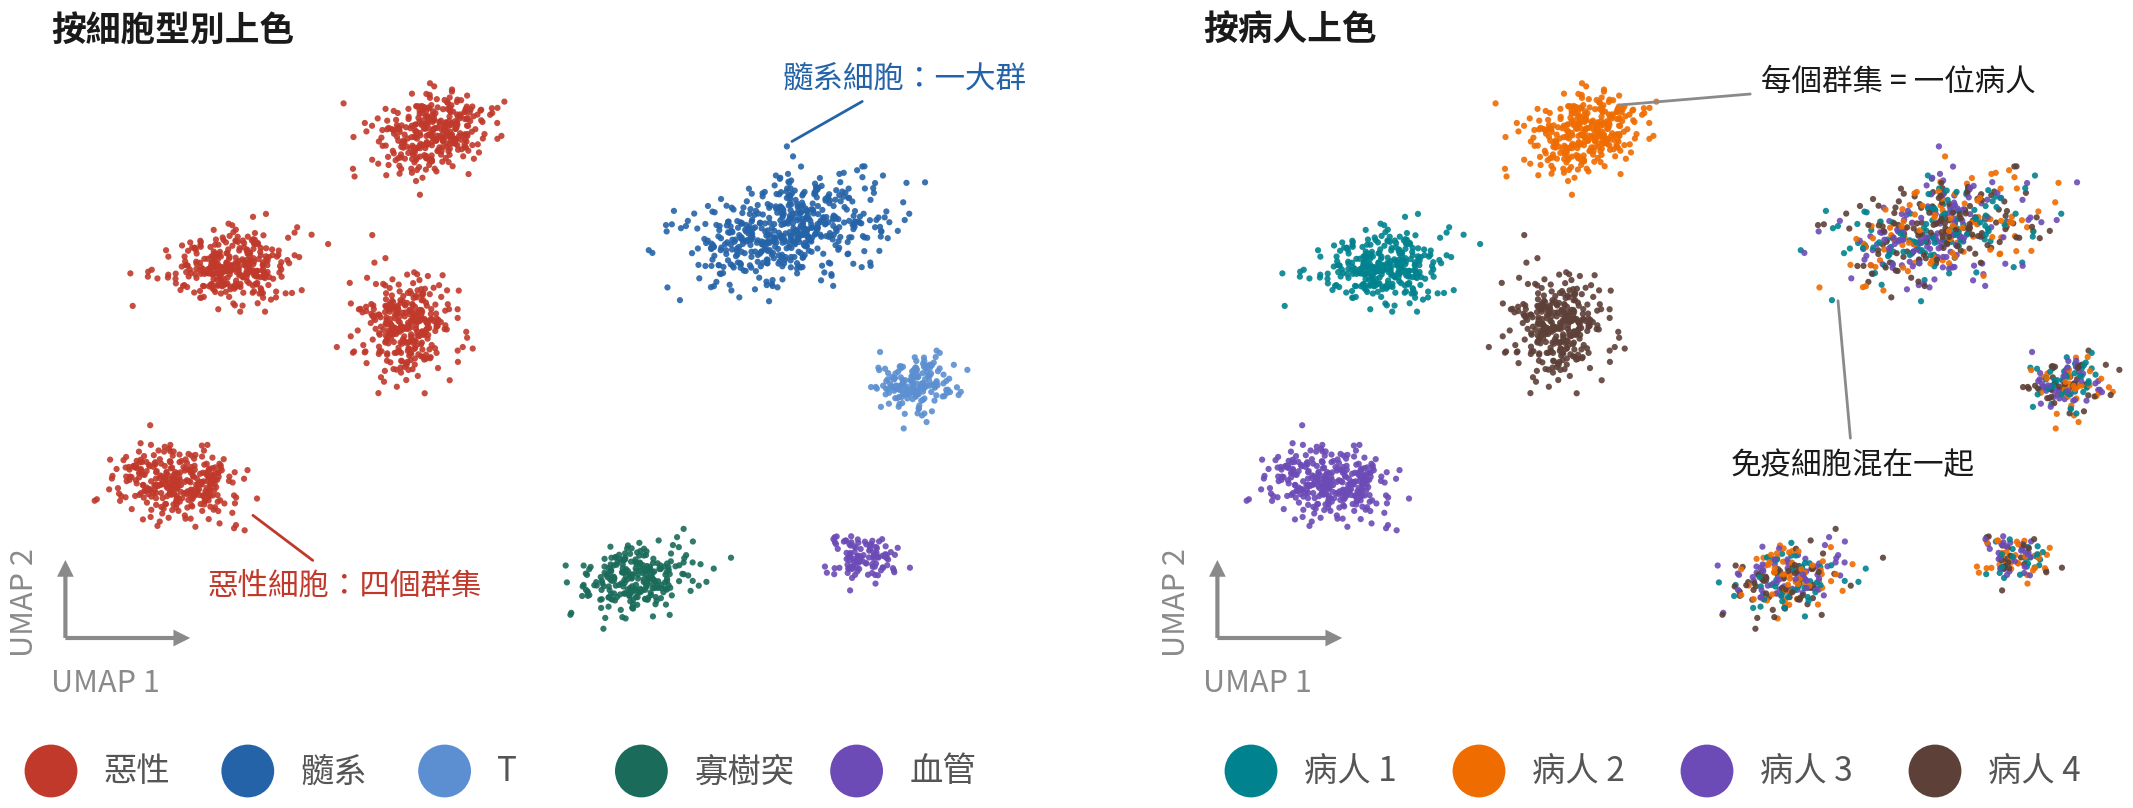 按細胞型別上色
髓系細胞：一大群
惡性細胞：四個群集
UMAP 2
UMAP 1
惡性
髓系
T
寡樹突
血管
按病人上色
每個群集 = 一位病人
免疫細胞混在一起
UMAP 2
UMAP 1
病人 1
病人 2
病人 3
病人 4